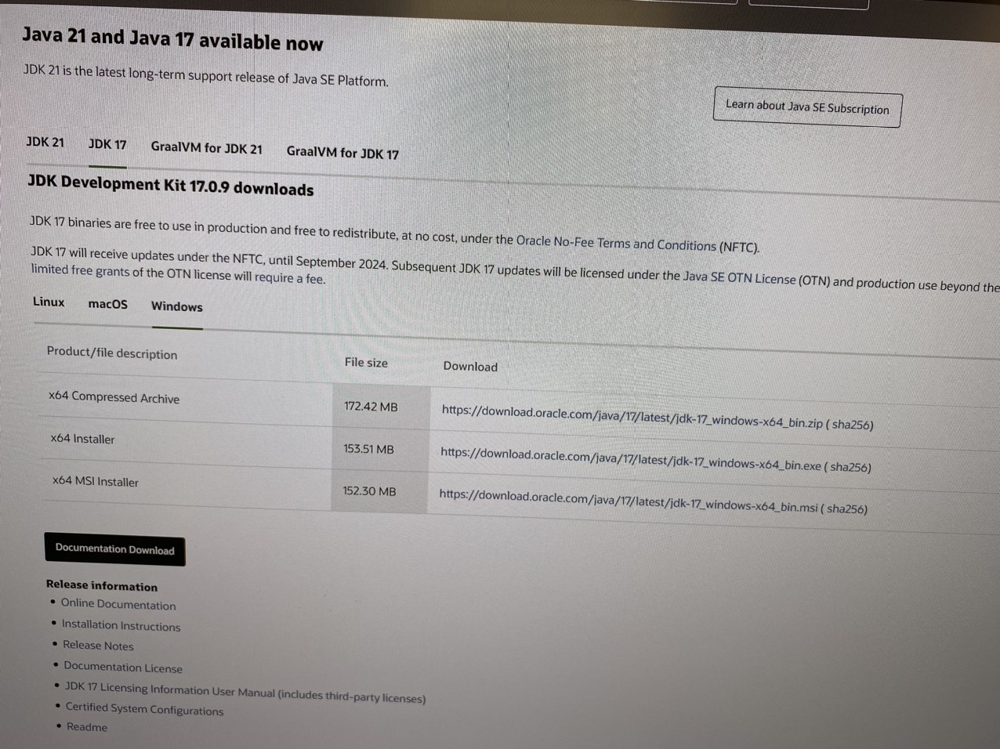 Java 21 and Java 17 available now
JDK 21 is the latest long-term support release of Java SE Platform.
Learn about Java SE Subscription
JDK 21 JDK 17 GraalVM for JDK 21 GraalVM for JDK 17
JDK Development Kit 17.0.9 downloads
JDK 17 binaries are free to use in production and free to redistribute, at no cost, under the Oracle No-Fee Terms and Conditions (NFTC).
JDK 17 will receive updates under the NFTC, until September 2024. Subsequent JDK 17 updates will be licensed under the Java SE OTN License (OTN) and production use beyond the
limited free grants of the OTN license will require a fee.
Linux macOS Windows
Product/file description File size Download
x64 Compressed Archive 172.42 MB https://download.oracle.com/java/17/latest/jdk-17_windows-x64_bin.zip ( sha256)
x64 Installer 153.51 MB https://download.oracle.com/java/17/latest/jdk-17_windows-x64_bin.exe ( sha256)
x64 MSI Installer 152.30 MB https://download.oracle.com/java/17/latest/jdk-17_windows-x64_bin.msi ( sha256)
Documentation Download
Release information
• Online Documentation
• Installation Instructions
• Release Notes
• Documentation License
• JDK 17 Licensing Information User Manual (includes third-party licenses)
• Certified System Configurations
• Readme